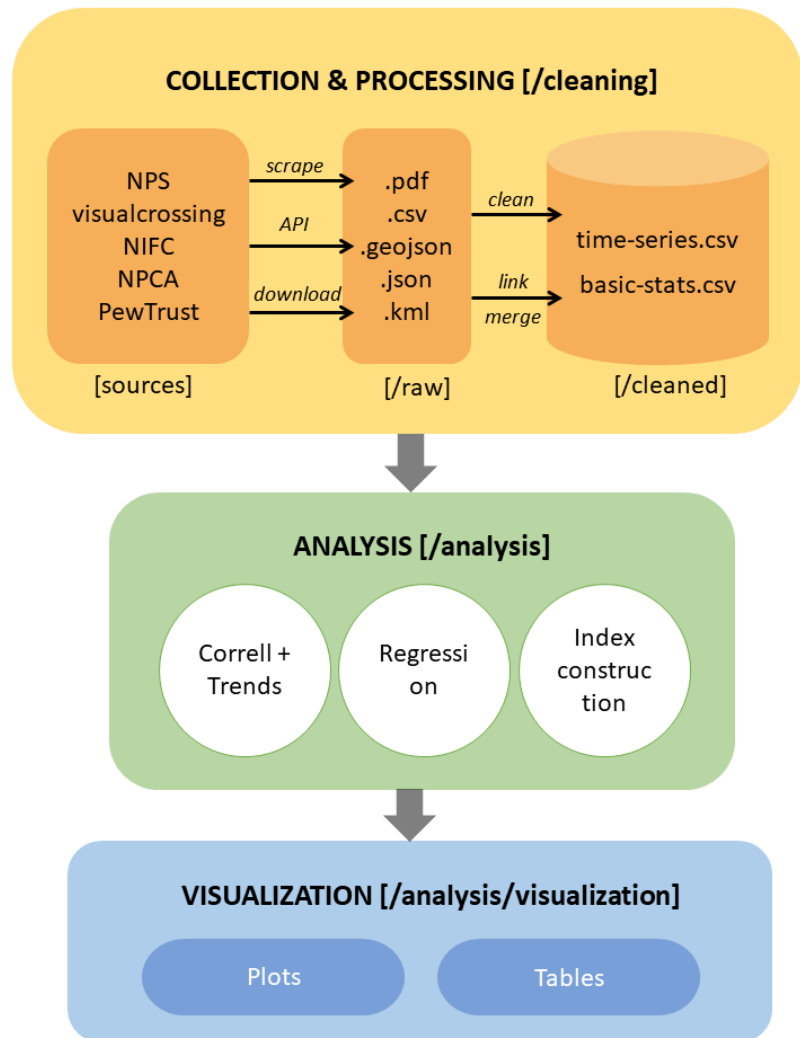 COLLECTION & PROCESSING [/cleaning]
NPS
visualcrossing
NIFC
NPCA
PewTrust
[sources]
scrape
API
download
.pdf
.csv
.geojson
.json
.kml
[/raw]
clean
link
merge
time-series.csv
basic-stats.csv
[/cleaned]
ANALYSIS [/analysis]
Correll +
Trends
Regressi
on
Index
construc
tion
VISUALIZATION [/analysis/visualization]
Plots
Tables